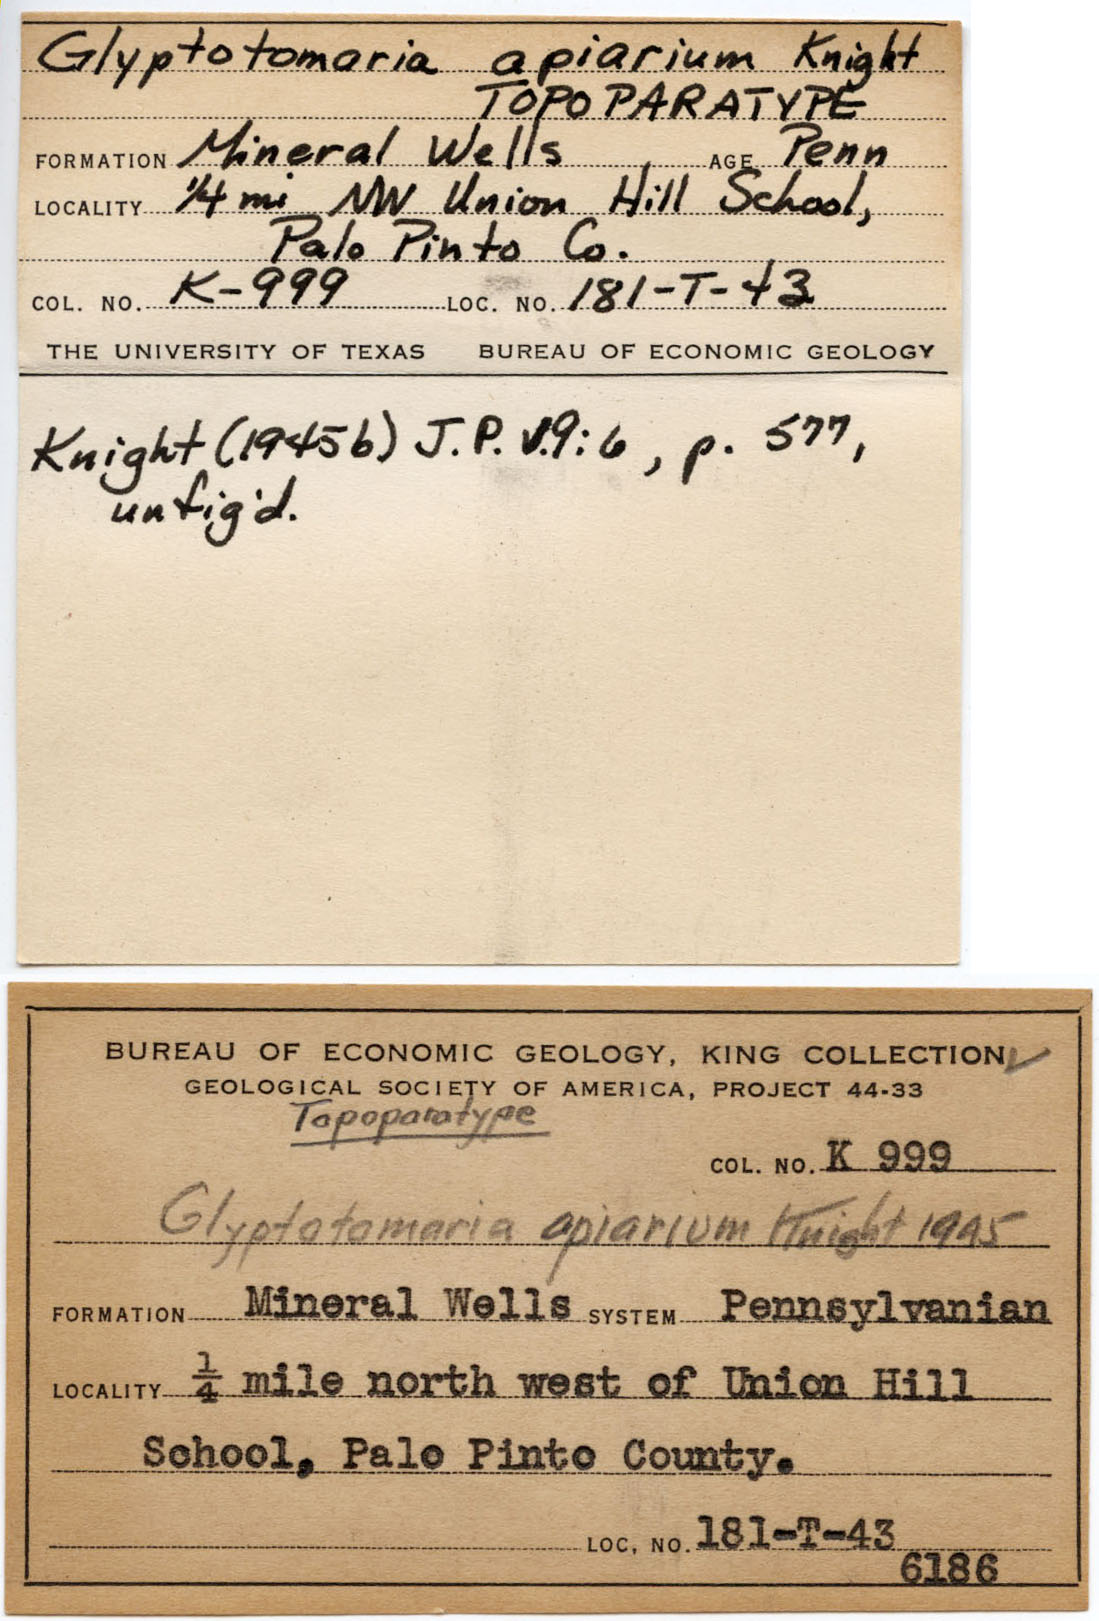 Glyptotomaria apiarium Knight
TOPOPARATYPE
FORMATION Mineral Wells AGE Penn
LOCALITY 1/4 mi NW Union Hill School,
Palo Pinto Co.
COL. NO. K-999 LOC. NO. 181-T-43
THE UNIVERSITY OF TEXAS BUREAU OF ECONOMIC GEOLOGY
Knight (1945b) J.P. v.9:6, p. 577,
unfig'd.
BUREAU OF ECONOMIC GEOLOGY, KING COLLECTION
GEOLOGICAL SOCIETY OF AMERICA, PROJECT 44-33
Topoparatype
COL. NO. K 999
Glyptotomaria apiarium Knight 1945
FORMATION Mineral Wells SYSTEM Pennsylvanian
LOCALITY 1/4 mile north west of Union Hill
School, Palo Pinto County.
LOC. NO. 181-T-43
6186